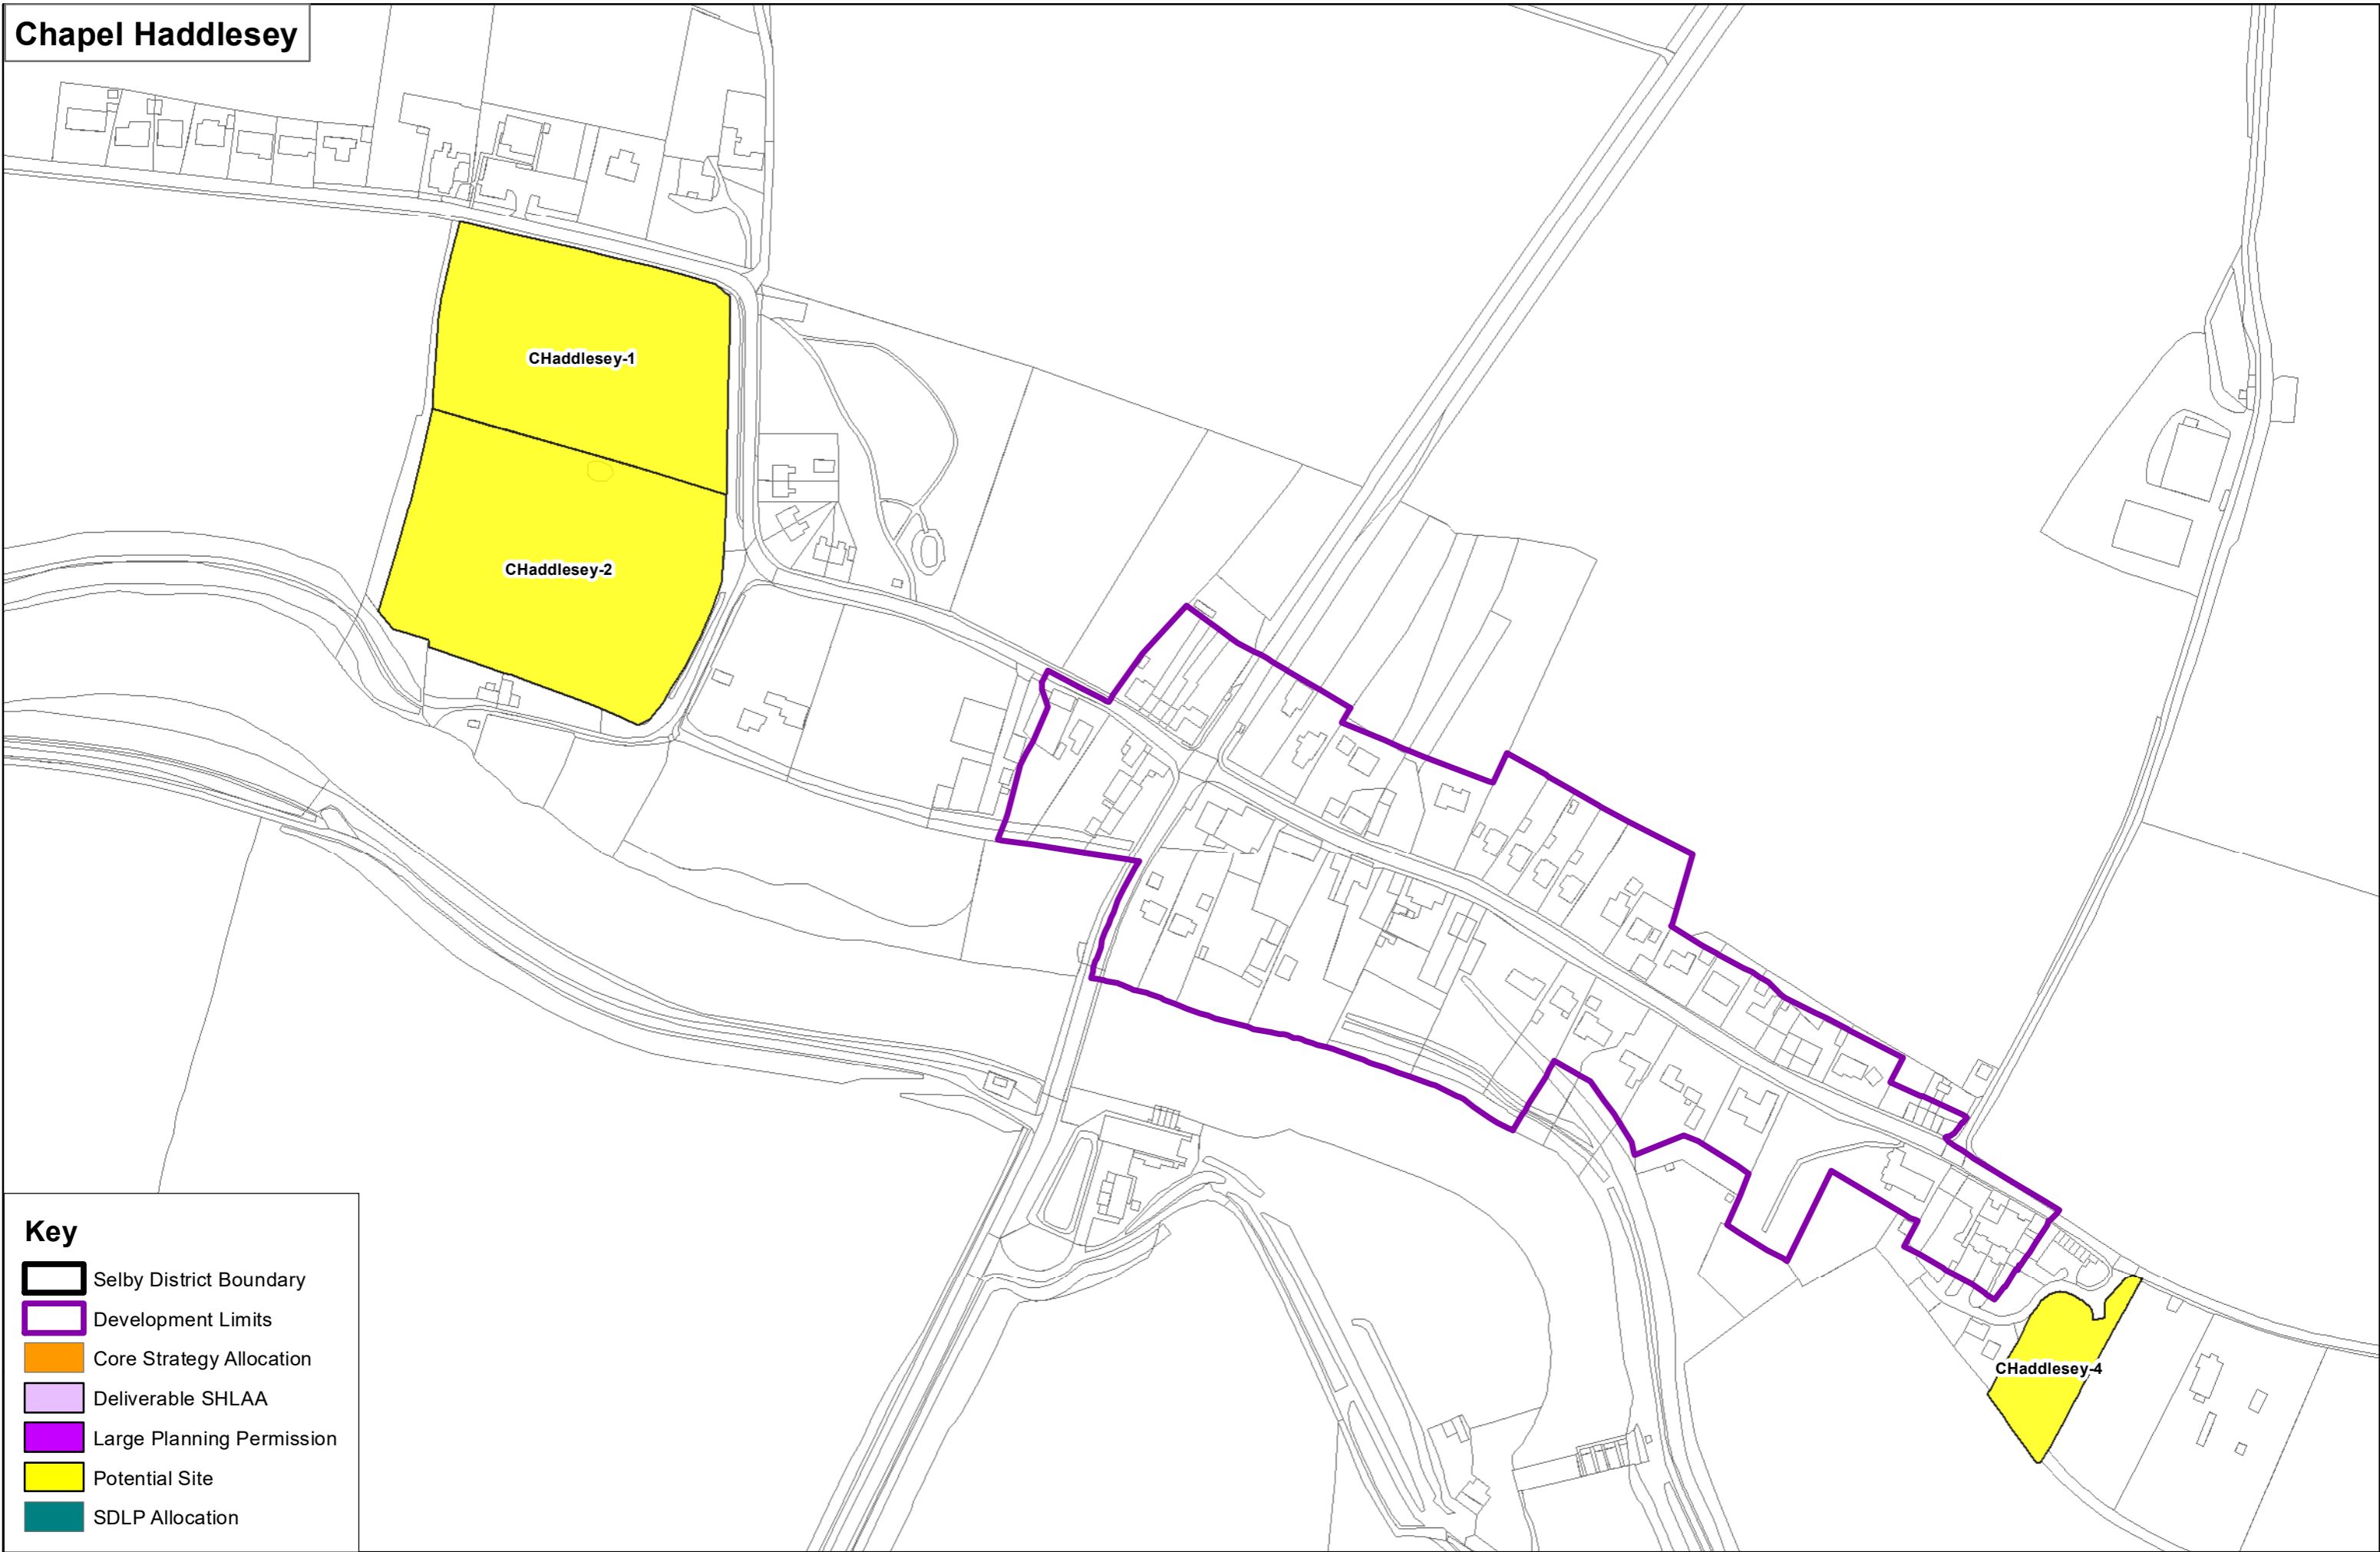 Chapel Haddlesey
CHaddlesey-1
CHaddlesey-2
CHaddlesey-4
Key
Selby District Boundary
Development Limits
Core Strategy Allocation
Deliverable SHLAA
Large Planning Permission
Potential Site
SDLP Allocation